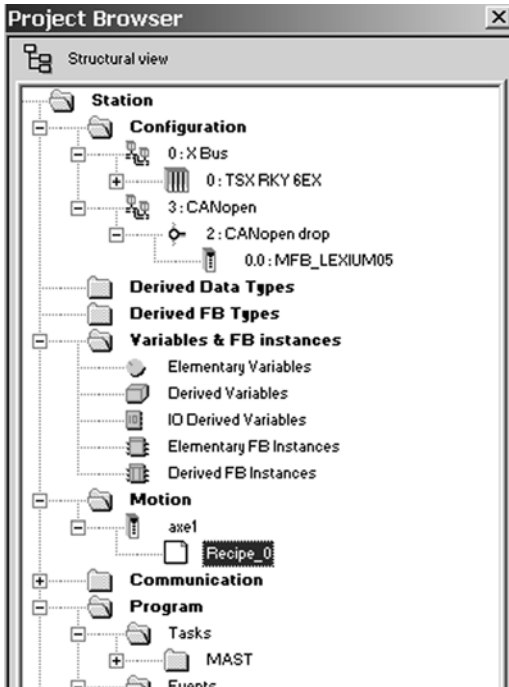 Project Browser
Structural view
Station
Configuration
0 : X Bus
0 : TSX RKY 6EX
3 : CANopen
2 : CANopen drop
0.0 : MFB_LEXIUM05
Derived Data Types
Derived FB Types
Variables & FB instances
Elementary Variables
Derived Variables
IO Derived Variables
Elementary FB Instances
Derived FB Instances
Motion
axe1
Recipe_0
Communication
Program
Tasks
MAST
Events